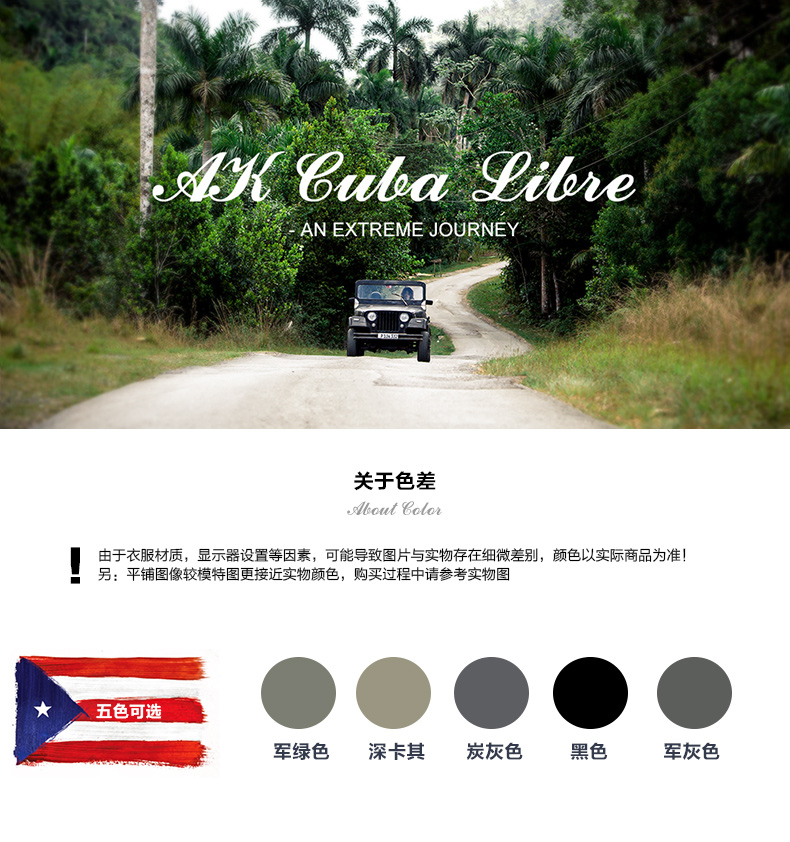 AK Cuba Libre
- AN EXTREME JOURNEY
关于色差
About Color
! 由于衣服材质，显示器设置等因素，可能导致图片与实物存在细微差别，颜色以实际商品为准！
另：平铺图像较模特图更接近实物颜色，购买过程中请参考实物图
五色可选
军绿色 深卡其 炭灰色 黑色 军灰色